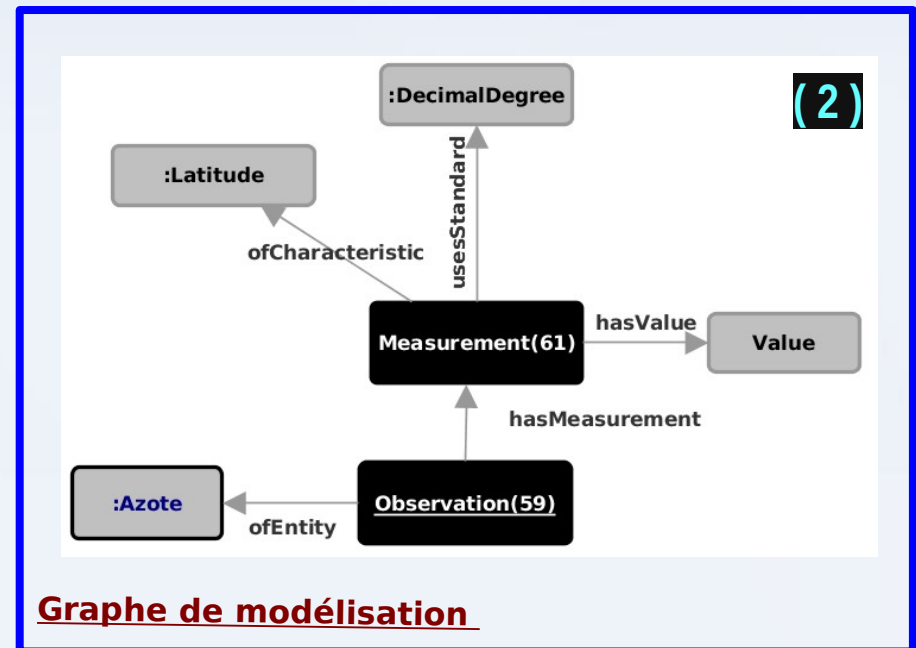 :DecimalDegree
( 2 )
:Latitude
usesStandard
ofCharacteristic
hasValue
Measurement(61)
Value
hasMeasurement
:Azote
Observation(59)
ofEntity
Graphe de modélisation